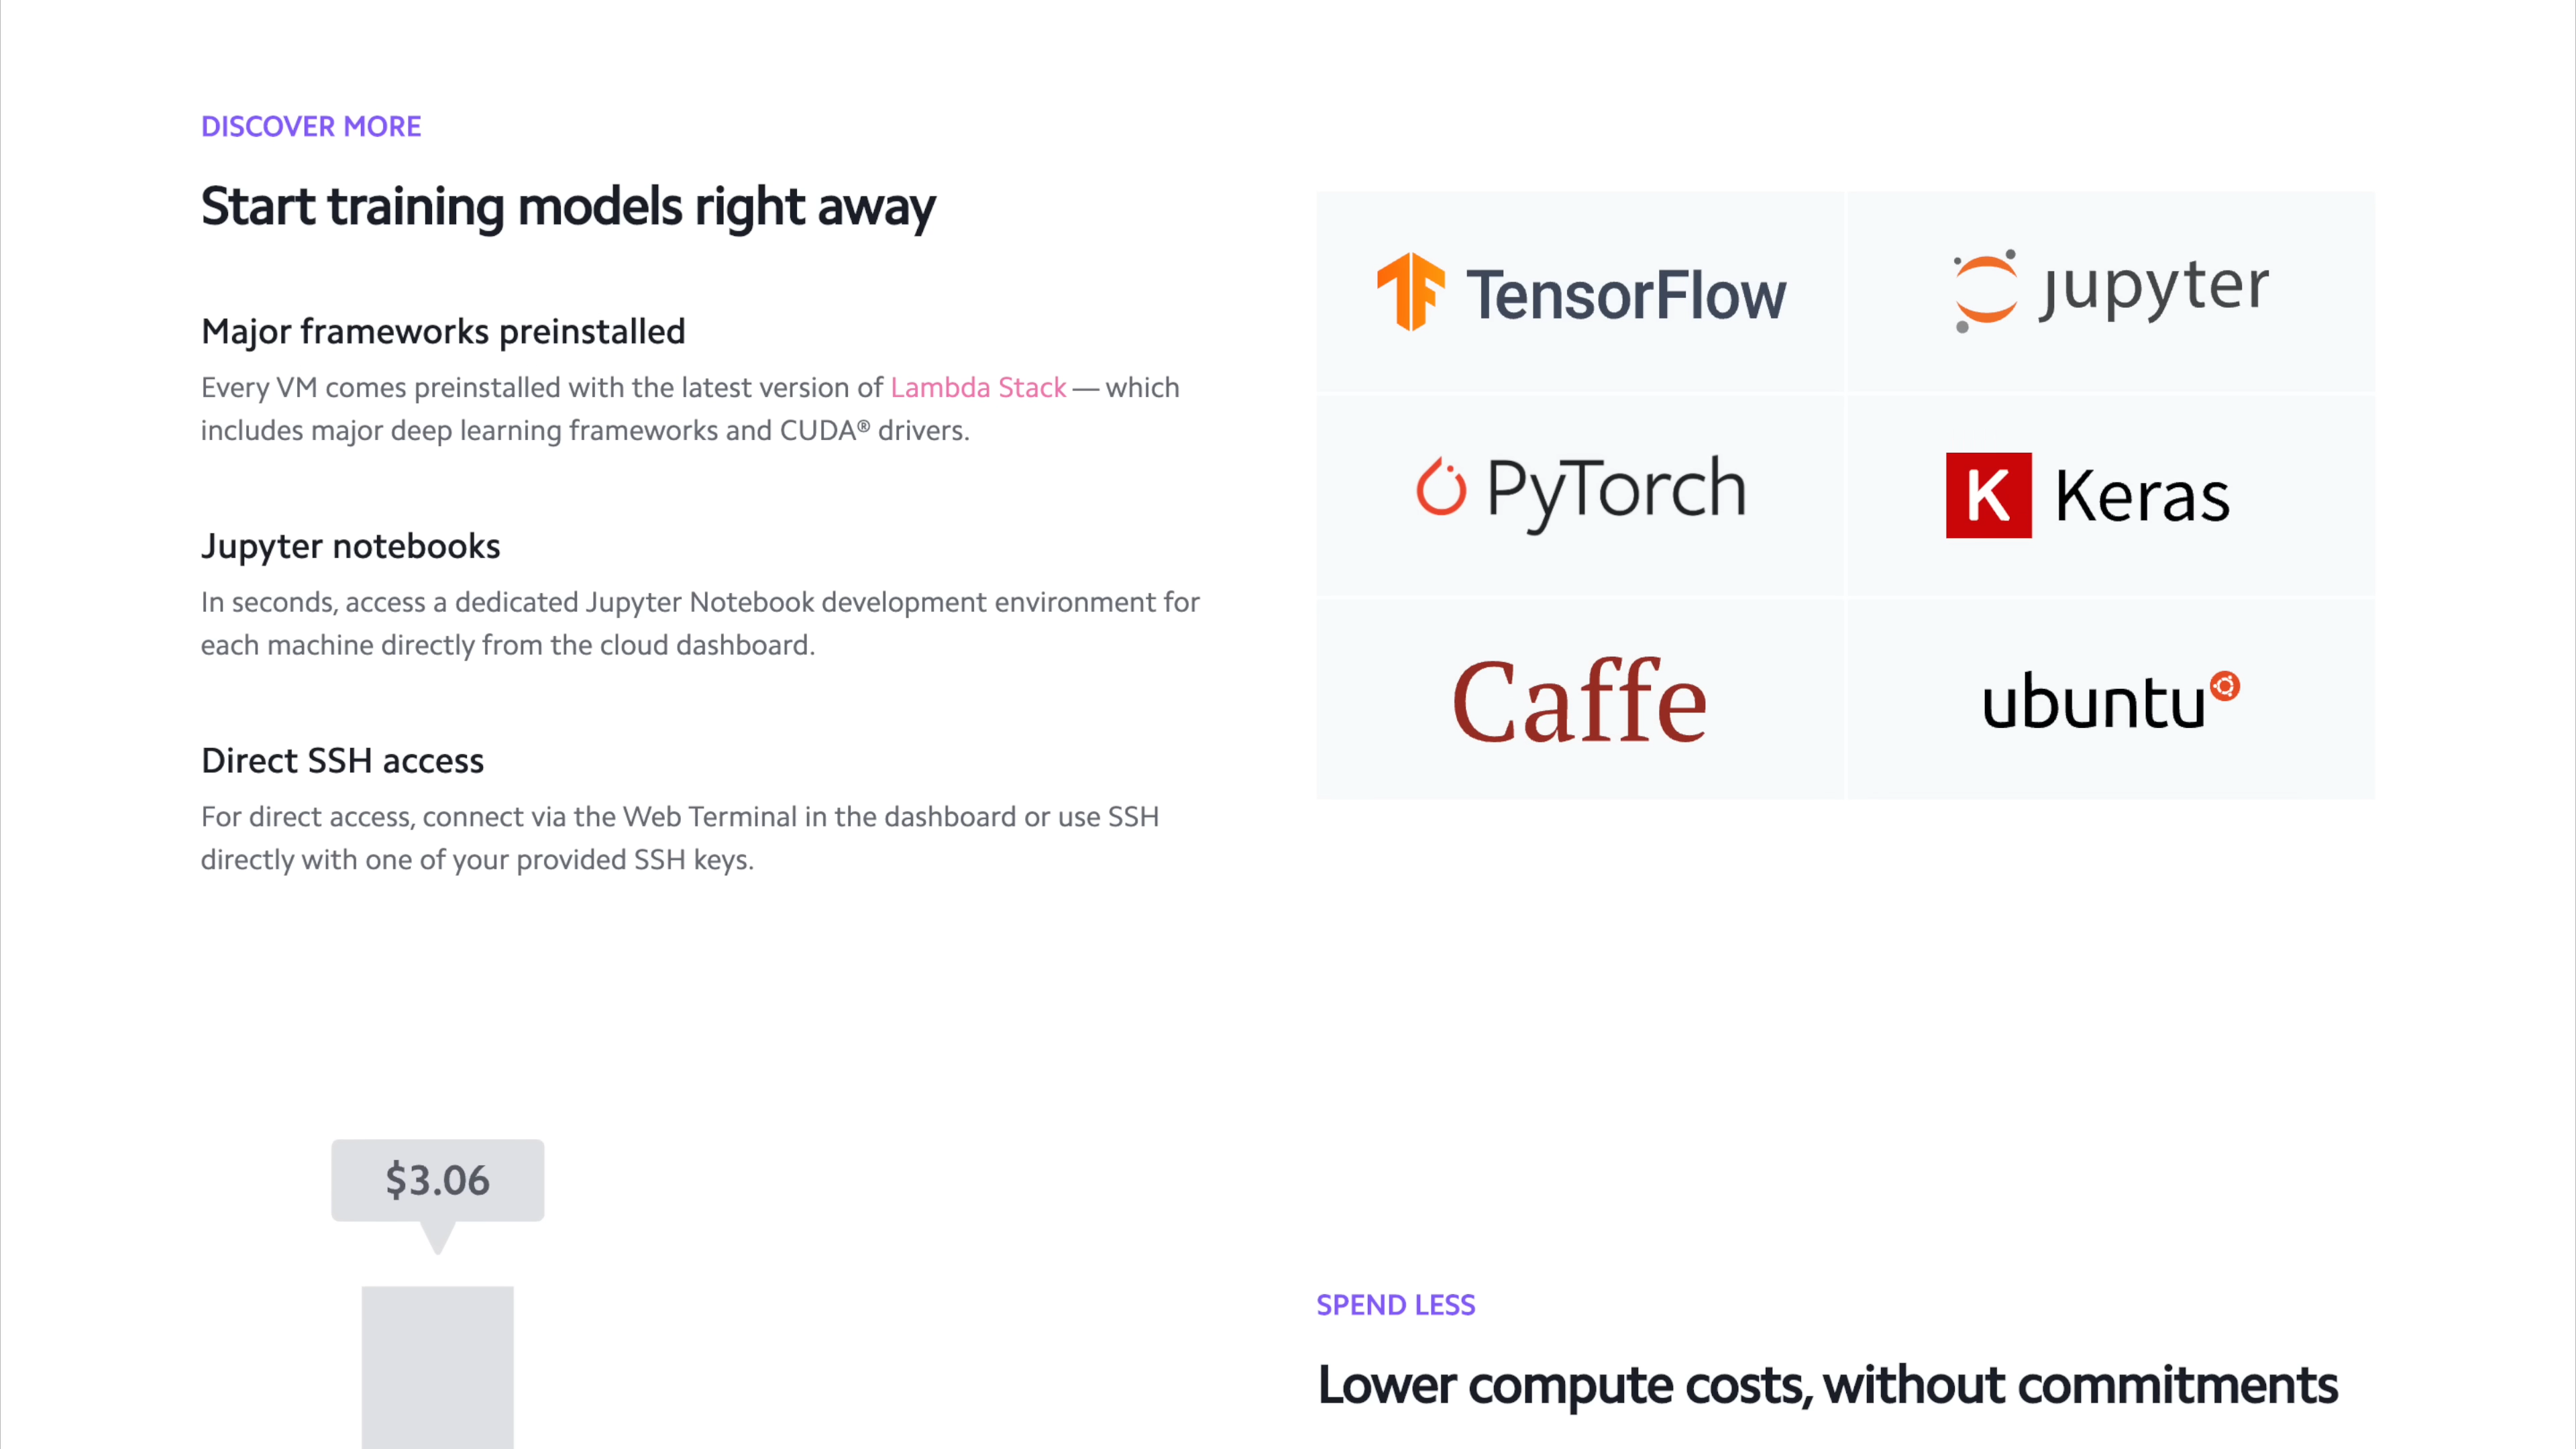 DISCOVER MORE
Start training models right away
Major frameworks preinstalled
Every VM comes preinstalled with the latest version of Lambda Stack — which
includes major deep learning frameworks and CUDA® drivers.
Jupyter notebooks
In seconds, access a dedicated Jupyter Notebook development environment for
each machine directly from the cloud dashboard.
Direct SSH access
For direct access, connect via the Web Terminal in the dashboard or use SSH
directly with one of your provided SSH keys.
TensorFlow
jupyter
PyTorch
K Keras
Caffe
ubuntu
$3.06
SPEND LESS
Lower compute costs, without commitments